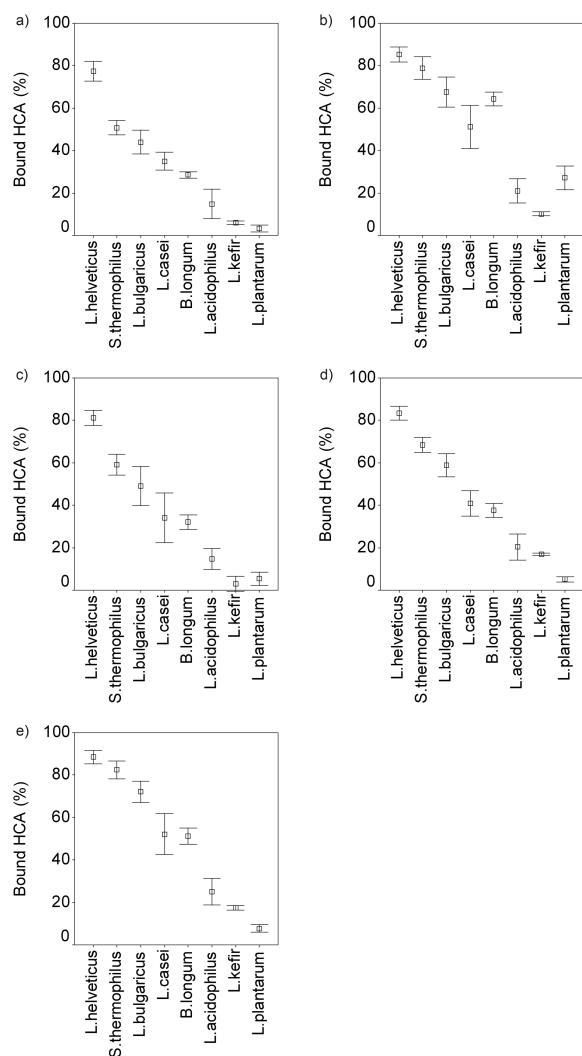 a)
Bound HCA (%)
100
80
60
40
20
0
L.helveticus
S.thermophilus
L.bulgaricus
L.casei
B.longum
L.acidophilus
L.kefir
L.plantarum
b)
Bound HCA (%)
100
80
60
40
20
0
L.helveticus
S.thermophilus
L.bulgaricus
L.casei
B.longum
L.acidophilus
L.kefir
L.plantarum
c)
Bound HCA (%)
100
80
60
40
20
0
L.helveticus
S.thermophilus
L.bulgaricus
L.casei
B.longum
L.acidophilus
L.kefir
L.plantarum
d)
Bound HCA (%)
100
80
60
40
20
0
L.helveticus
S.thermophilus
L.bulgaricus
L.casei
B.longum
L.acidophilus
L.kefir
L.plantarum
e)
Bound HCA (%)
100
80
60
40
20
0
L.helveticus
S.thermophilus
L.bulgaricus
L.casei
B.longum
L.acidophilus
L.kefir
L.plantarum